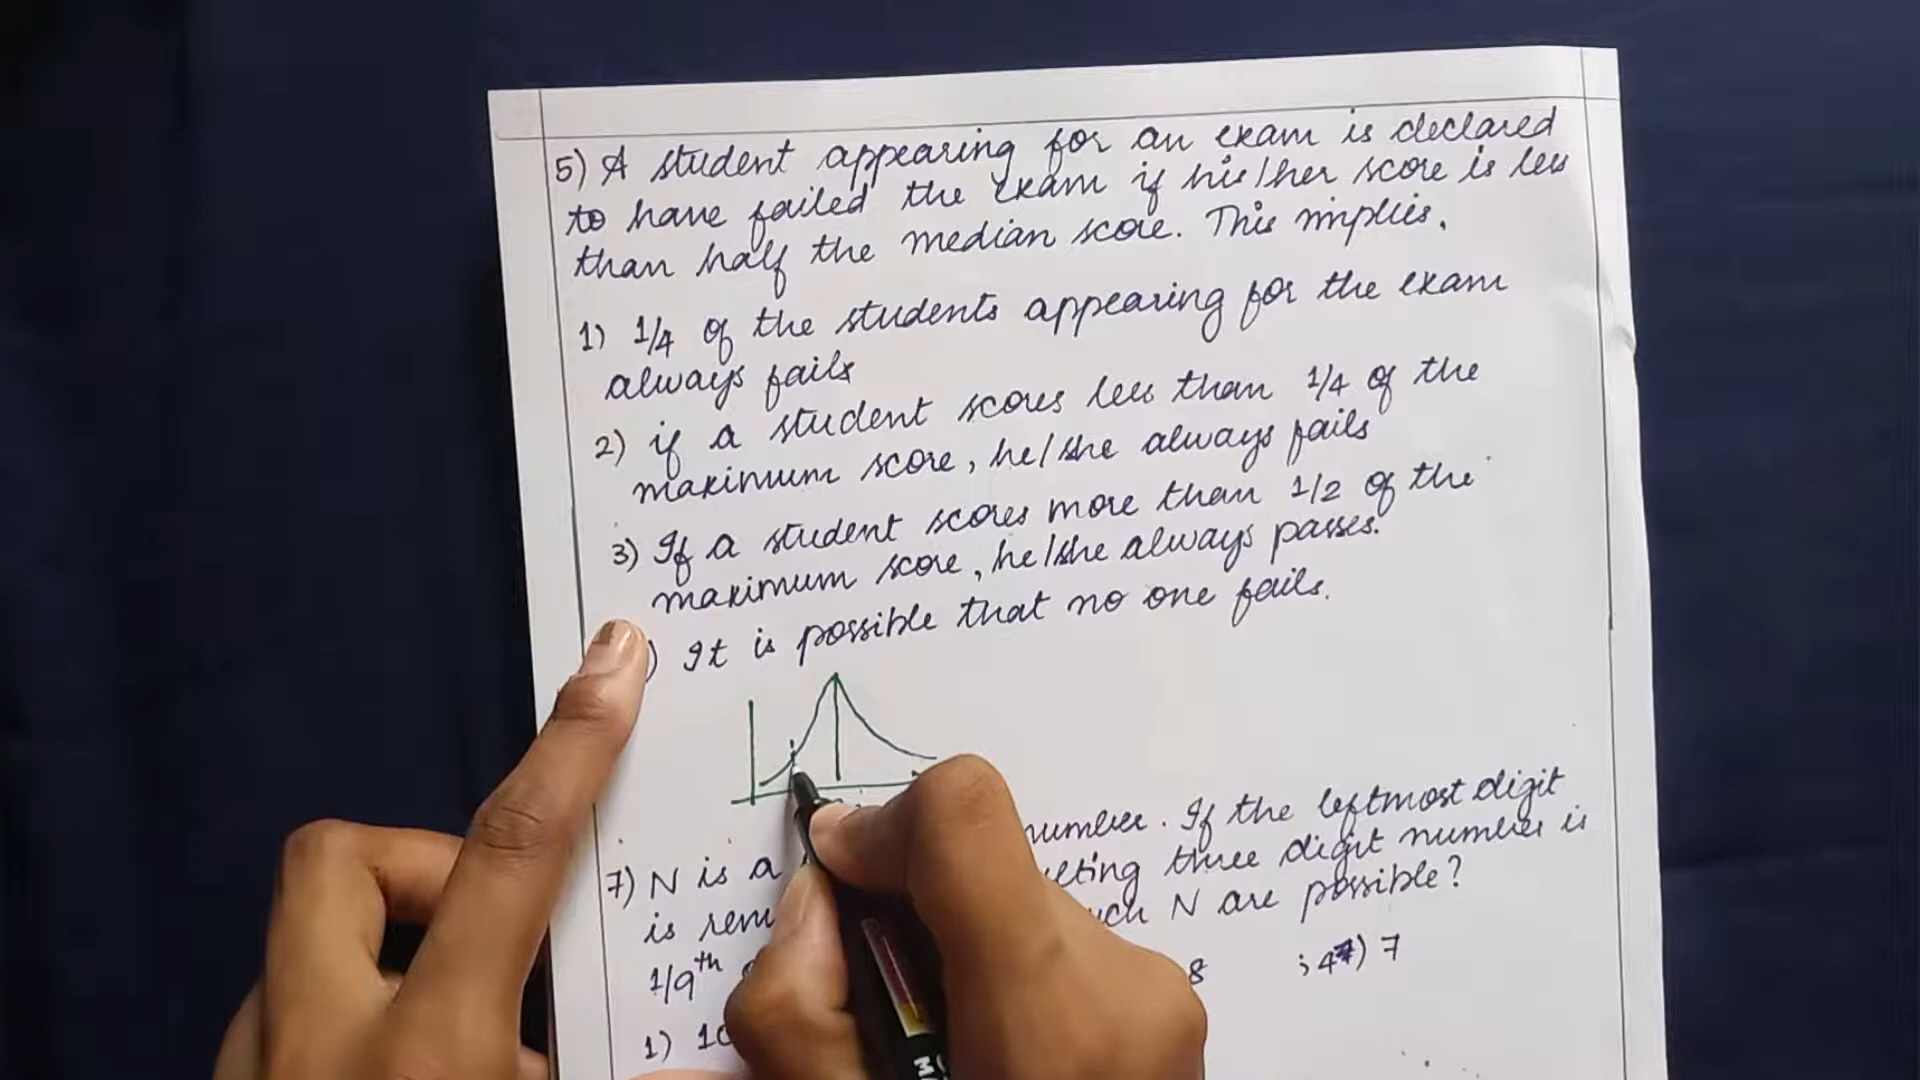 5) A student appearing for an exam is declared
to have failed the exam if his/her score is less
than half the median score. This implies.
1) 1/4 of the students appearing for the exam
always fails
2) if a student scores less than 1/4 of the
maximum score, he/she always fails
3) If a student scores more than 1/2 of the
maximum score, he/she always passes.
) It is possible that no one fails.
7) N is a number. If the leftmost digit
is three digit number is
1/9th N are possible?
8 ; 4) 7
1)